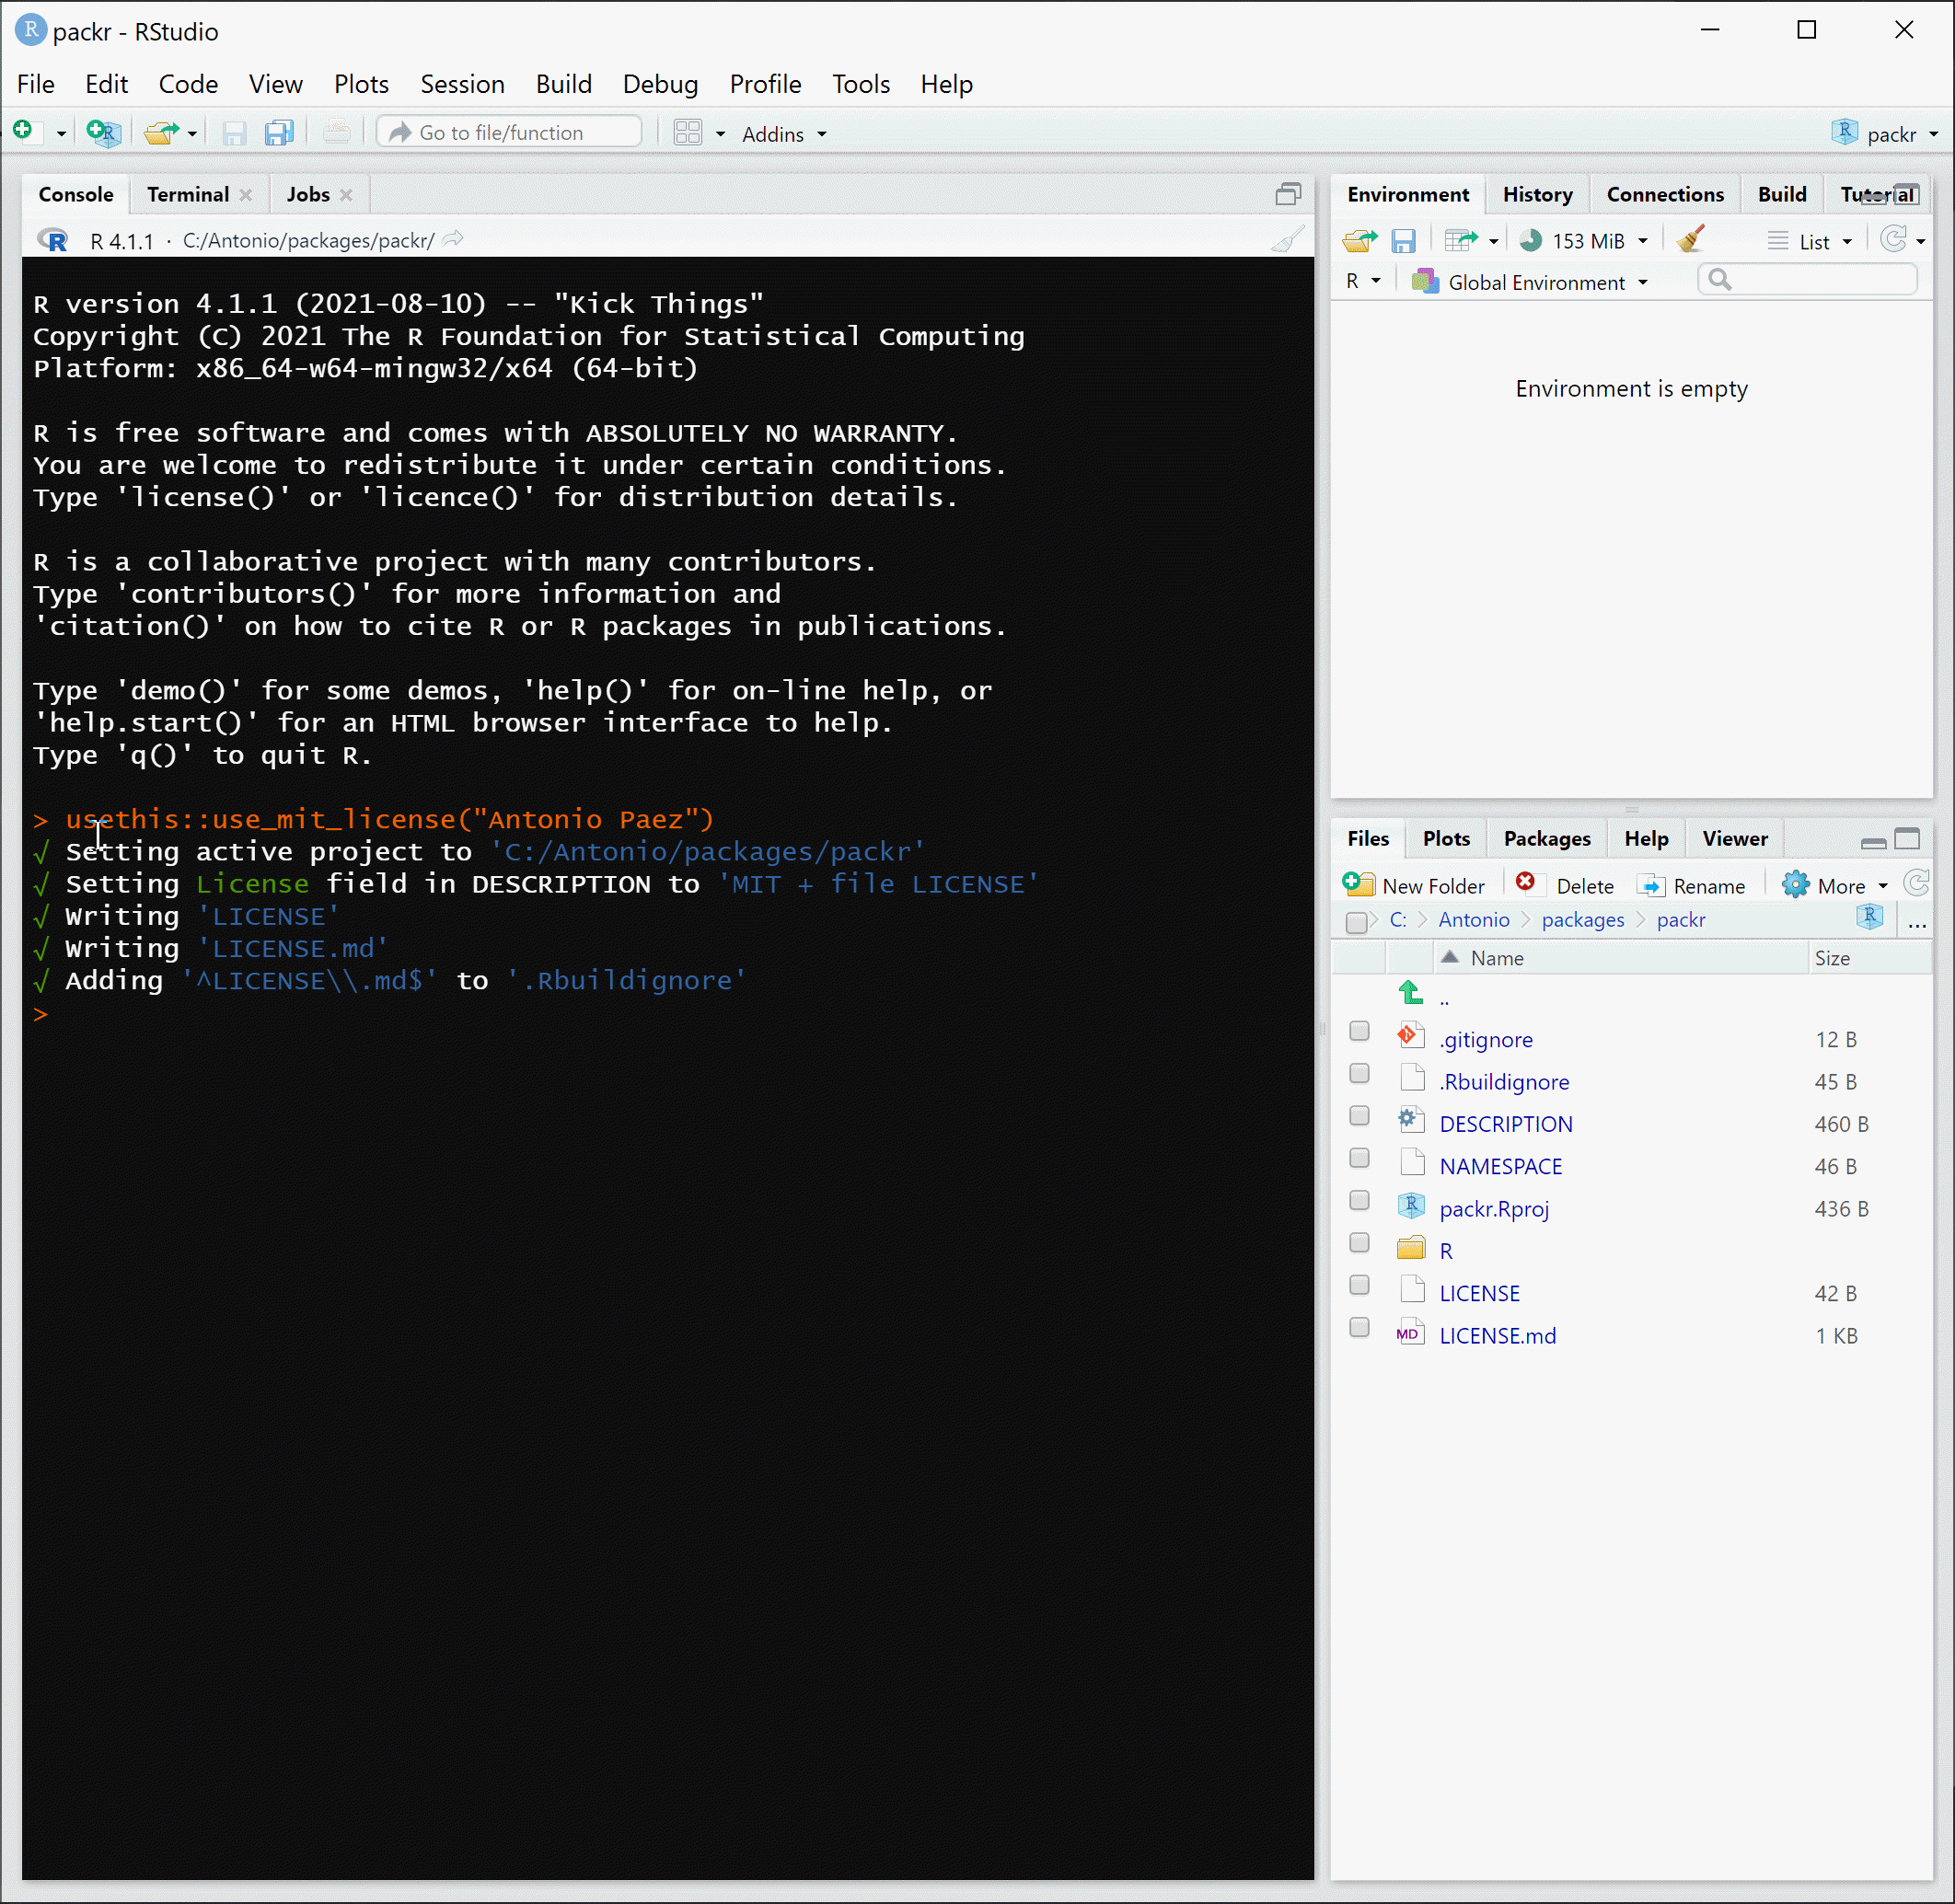 packr - RStudio
File Edit Code View Plots Session Build Debug Profile Tools Help
Go to file/function Addins packr
Console Terminal Jobs
R 4.1.1 · C:/Antonio/packages/packr/
R version 4.1.1 (2021-08-10) -- "Kick Things"
Copyright (C) 2021 The R Foundation for Statistical Computing
Platform: x86_64-w64-mingw32/x64 (64-bit)
R is free software and comes with ABSOLUTELY NO WARRANTY.
You are welcome to redistribute it under certain conditions.
Type 'license()' or 'licence()' for distribution details.
R is a collaborative project with many contributors.
Type 'contributors()' for more information and
'citation()' on how to cite R or R packages in publications.
Type 'demo()' for some demos, 'help()' for on-line help, or
'help.start()' for an HTML browser interface to help.
Type 'q()' to quit R.
> usethis::use_mit_license("Antonio Paez")
√ Setting active project to 'C:/Antonio/packages/packr'
√ Setting License field in DESCRIPTION to 'MIT + file LICENSE'
√ Writing 'LICENSE'
√ Writing 'LICENSE.md'
√ Adding '^LICENSE\\.md$' to '.Rbuildignore'
>
Environment History Connections Build Tutorial
153 MiB List
R Global Environment
Environment is empty
Files Plots Packages Help Viewer
New Folder Delete Rename More
C: Antonio packages packr ...
Name Size
..
.gitignore 12 B
.Rbuildignore 45 B
DESCRIPTION 460 B
NAMESPACE 46 B
packr.Rproj 436 B
R
LICENSE 42 B
MD LICENSE.md 1 KB